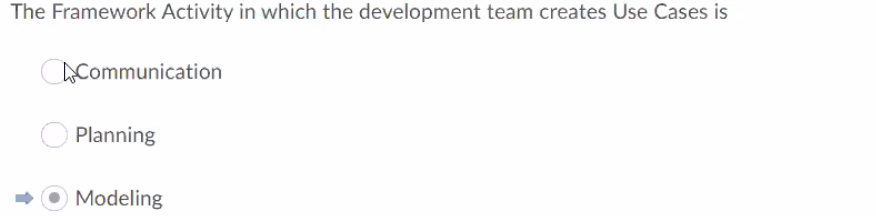 The Framework Activity in which the development team creates Use Cases is
Communication
Planning
Modeling